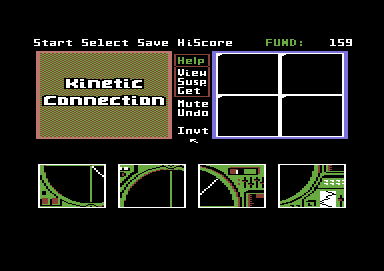 Start Select Save HiScore FUND: 159
Kinetic
Connection
Help
View
Susp
Get
Mute
Undo
Invt